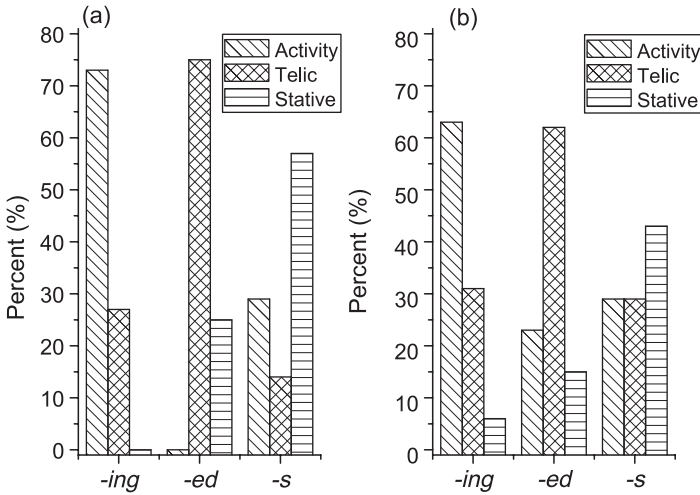 (a)
80
70
60
50
40
30
20
10
0
Percent (%)
Activity
Telic
Stative
-ing
-ed
-s
(b)
80
70
60
50
40
30
20
10
0
Percent (%)
Activity
Telic
Stative
-ing
-ed
-s